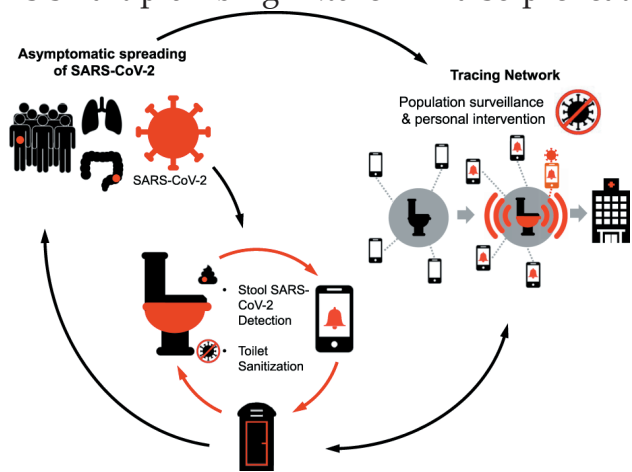 Asymptomatic spreading
of SARS-CoV-2
SARS-CoV-2
Tracing Network
Population surveillance
& personal intervention
• Stool SARS-
CoV-2
Detection
• Toilet
Sanitization